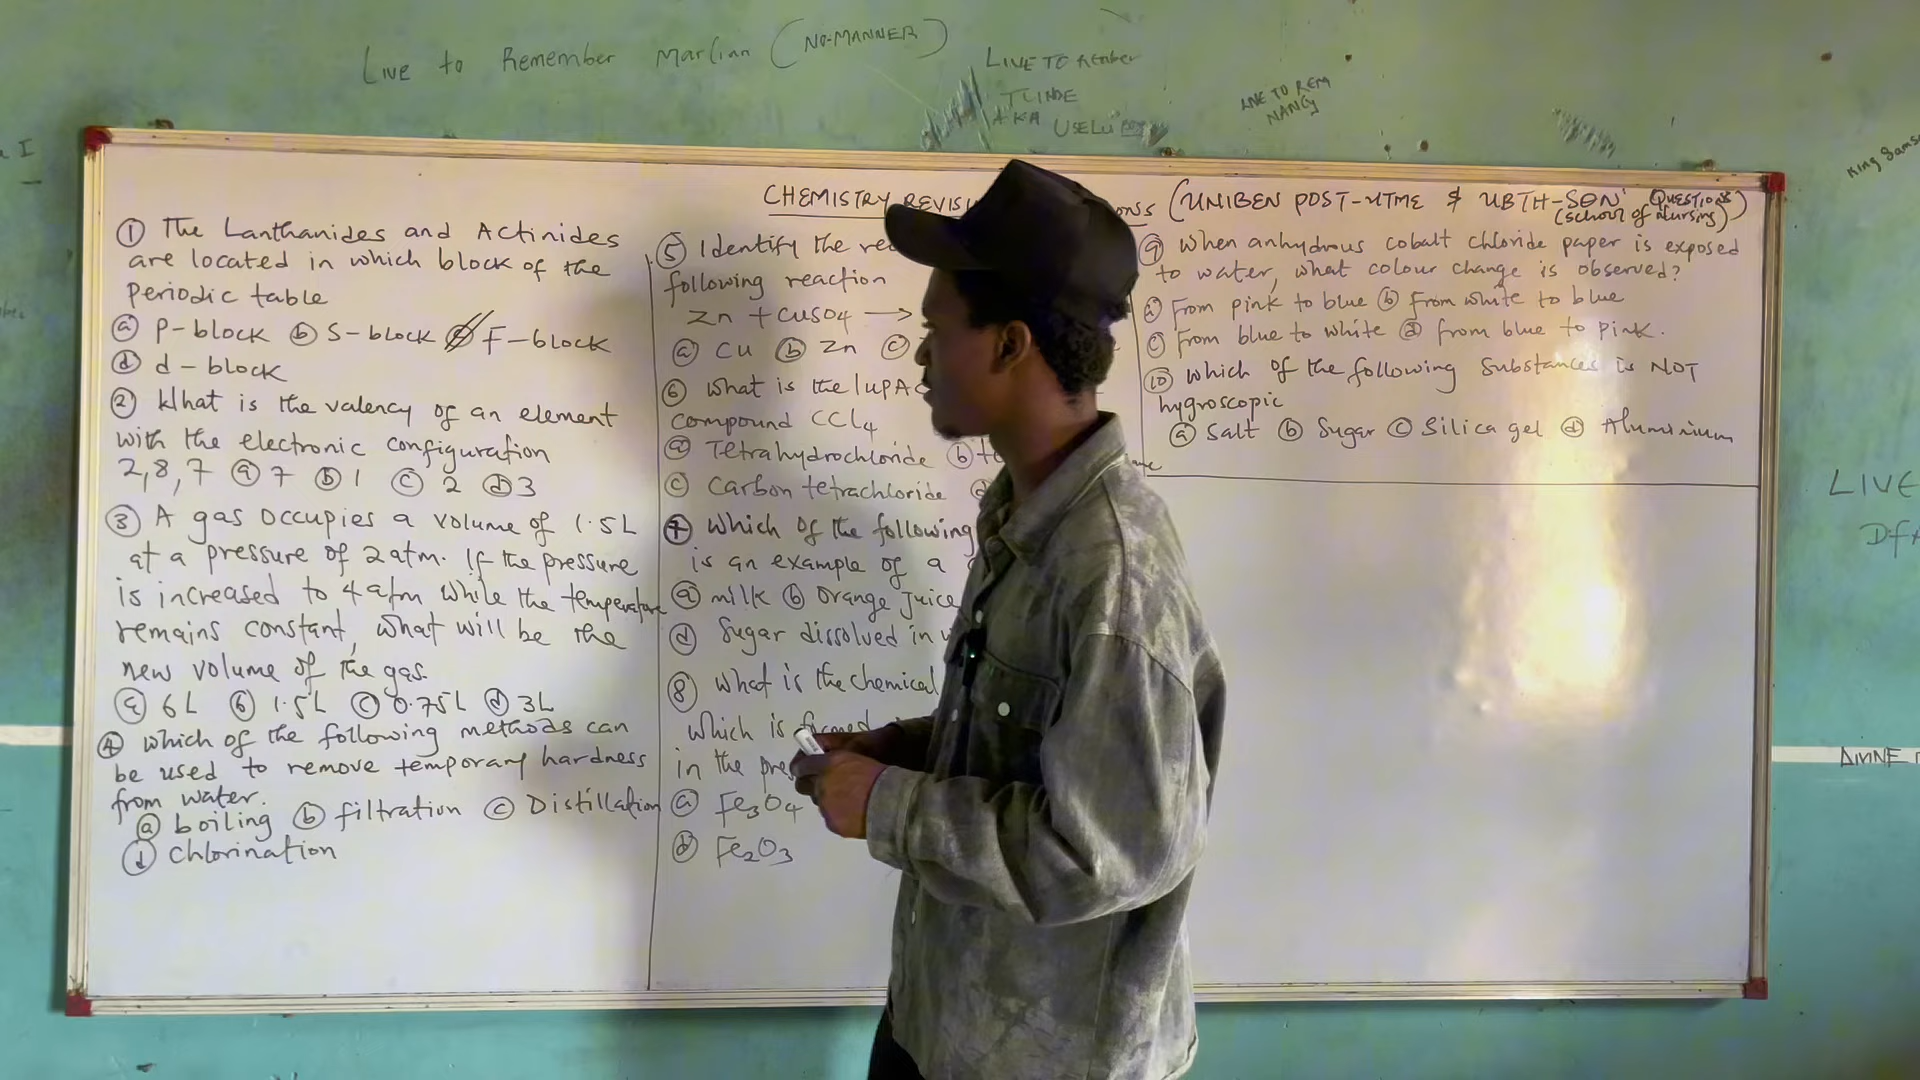 Live to Remember Marlian (NO-MANNER)
LIVE TO
TLINDE
AKA USELU
TO REM
NANCY
King
LIVE
DIVINE
CHEMISTRY REVISI ONS (UNIBEN POST-UTME & UBTH-SON QUESTIONS)
(school of Nursing)
① The Lanthanides and Actinides
are located in which block of the
periodic table
ⓐ P-block ⓑ S-block ⓒ F-block
ⓓ d-block
② What is the valency of an element
with the electronic configuration
2,8,7 ⓐ 7 ⓑ 1 ⓒ 2 ⓓ 3
③ A gas occupies a volume of 1.5L
at a pressure of 2atm. If the pressure
is increased to 4atm while the temperature
remains constant, what will be the
new volume of the gas.
ⓐ 6L ⓑ 1.5L ⓒ 0.75L ⓓ 3L
④ which of the following methods can
be used to remove temporary hardness
from water.
ⓐ boiling ⓑ filtration ⓒ Distillation
ⓓ Chlorination
⑤ Identify the
following reaction
Zn + CuSO4 →
ⓐ Cu ⓑ Zn ⓒ
⑥ What is the IUPAC
compound CCl4
ⓐ Tetrahydrochloride ⓑ
ⓒ Carbon tetrachloride
⑦ Which of the following
is an example of a
ⓐ milk ⓑ Orange juice
ⓓ Sugar dissolved in
⑧ What is the chemical
which is formed
in the
ⓐ Fe3O4
ⓓ Fe2O3
⑨ When anhydrous cobalt chloride paper is exposed
to water, what colour change is observed?
ⓐ From pink to blue ⓑ from white to blue
ⓒ From blue to white ⓓ from blue to pink.
⑩ which of the following Substances is NOT
hygroscopic
ⓐ Salt ⓑ Sugar ⓒ Silica gel ⓓ Aluminium